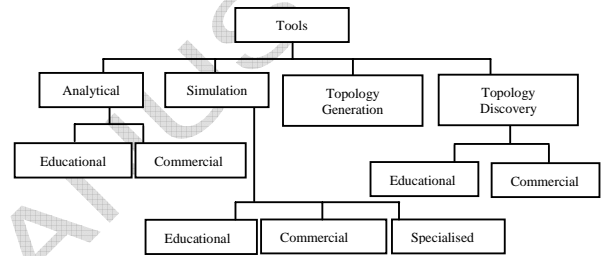 Tools
Analytical
Simulation
Topology
Generation
Topology
Discovery
Educational
Commercial
Educational
Commercial
Educational
Commercial
Specialised